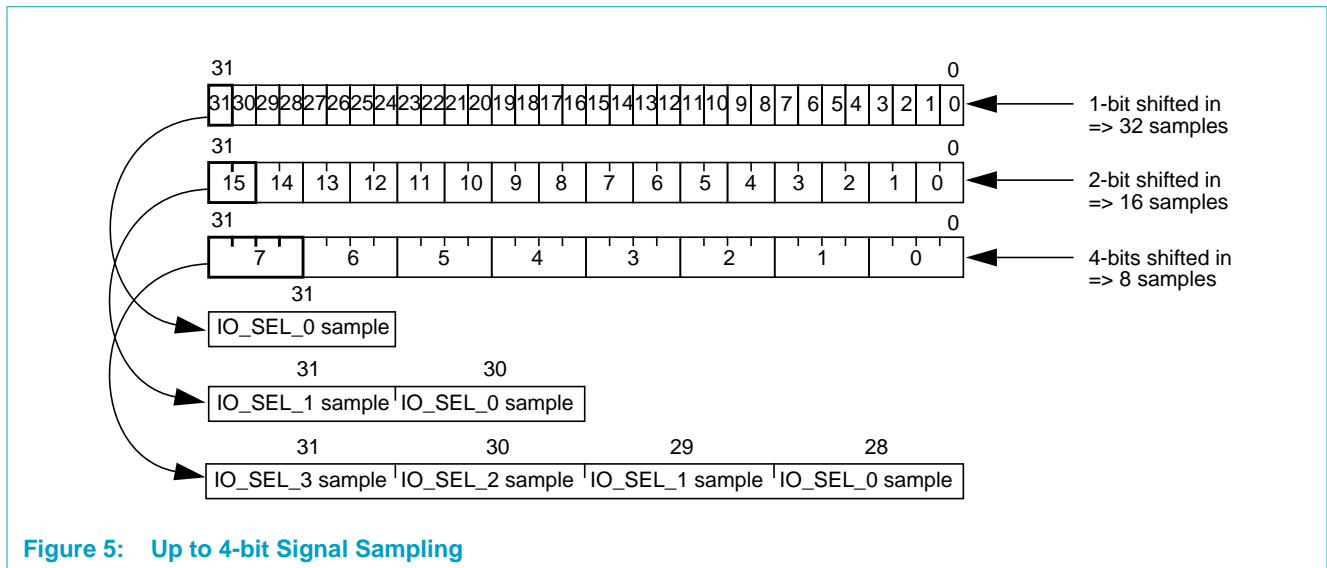 31 0
31 30 29 28 27 26 25 24 23 22 21 20 19 18 17 16 15 14 13 12 11 10 9 8 7 6 5 4 3 2 1 0
1-bit shifted in
=> 32 samples
31 0
15 14 13 12 11 10 9 8 7 6 5 4 3 2 1 0
2-bit shifted in
=> 16 samples
31 0
7 6 5 4 3 2 1 0
4-bits shifted in
=> 8 samples
31
IO_SEL_0 sample
31 30
IO_SEL_1 sample IO_SEL_0 sample
31 30 29 28
IO_SEL_3 sample IO_SEL_2 sample IO_SEL_1 sample IO_SEL_0 sample
Figure 5: Up to 4-bit Signal Sampling